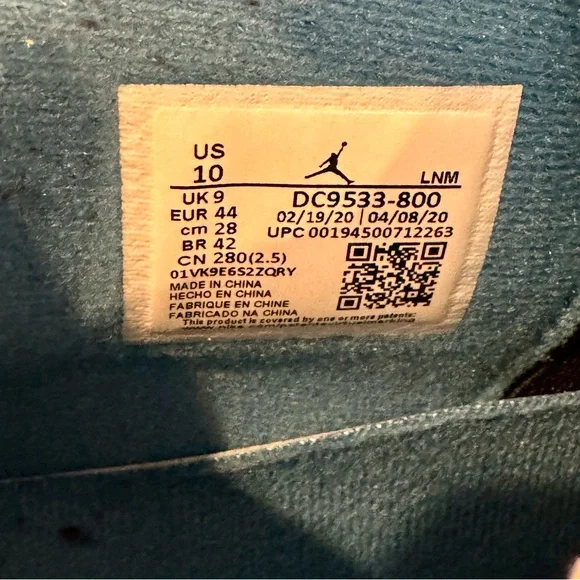 US
10
LNM
UK 9 DC9533-800
EUR 44 02/19/20 | 04/08/20
cm 28 UPC 00194500712263
BR 42
CN 280(2.5)
01VK9E6S2ZQRY
MADE IN CHINA
HECHO EN CHINA
FABRIQUE EN CHINE
FABRICADO NA CHINA
This product is covered by one or more patents: